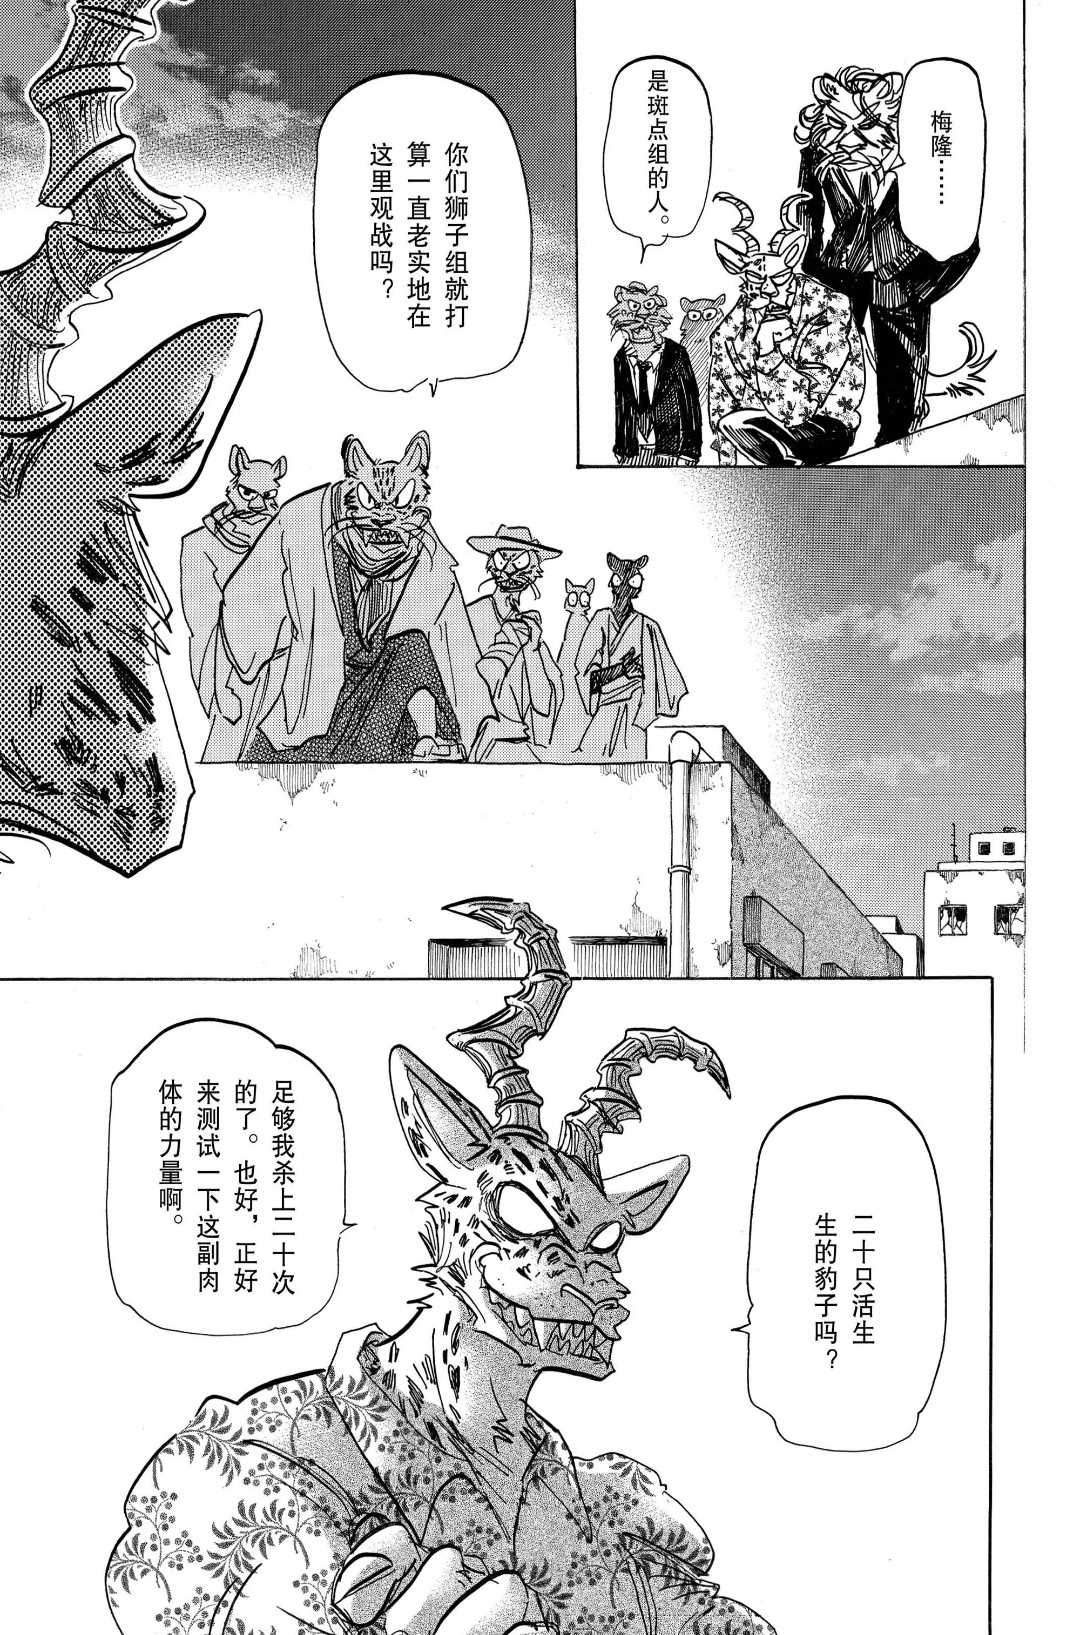 梅隆……
是斑点组的人。
你们狮子组就打
算一直老实地在
这里观战吗？
二十只活生
生的豹子吗？
足够我杀上二十次
的了。也好，正好
来测试一下这副肉
体的力量啊。